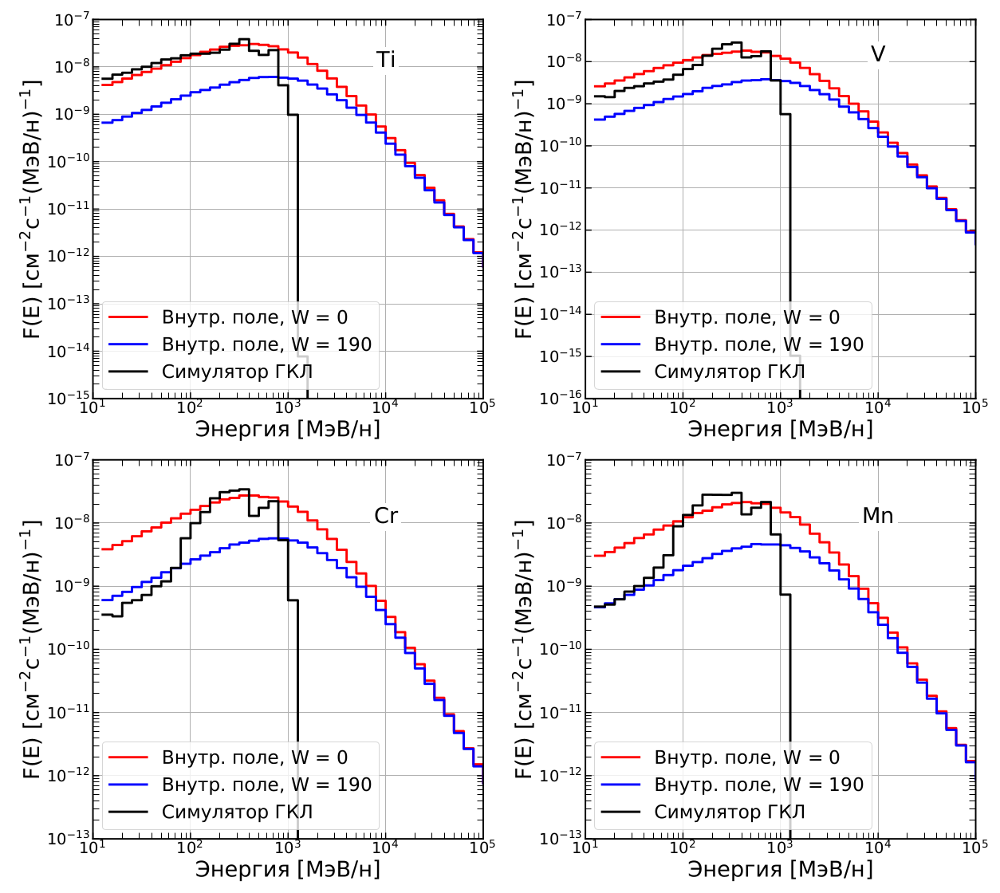 Ti
F(E) [см⁻²с⁻¹(МэВ/н)⁻¹]
10⁻⁷
10⁻⁸
10⁻⁹
10⁻¹⁰
10⁻¹¹
10⁻¹²
10⁻¹³
10⁻¹⁴
10⁻¹⁵
Внутр. поле, W = 0
Внутр. поле, W = 190
Симулятор ГКЛ
10¹ 10² 10³ 10⁴ 10⁵
Энергия [МэВ/н]
V
F(E) [см⁻²с⁻¹(МэВ/н)⁻¹]
10⁻⁷
10⁻⁸
10⁻⁹
10⁻¹⁰
10⁻¹¹
10⁻¹²
10⁻¹³
10⁻¹⁴
10⁻¹⁵
10⁻¹⁶
Внутр. поле, W = 0
Внутр. поле, W = 190
Симулятор ГКЛ
10¹ 10² 10³ 10⁴ 10⁵
Энергия [МэВ/н]
Cr
F(E) [см⁻²с⁻¹(МэВ/н)⁻¹]
10⁻⁷
10⁻⁸
10⁻⁹
10⁻¹⁰
10⁻¹¹
10⁻¹²
10⁻¹³
Внутр. поле, W = 0
Внутр. поле, W = 190
Симулятор ГКЛ
10¹ 10² 10³ 10⁴ 10⁵
Энергия [МэВ/н]
Mn
F(E) [см⁻²с⁻¹(МэВ/н)⁻¹]
10⁻⁷
10⁻⁸
10⁻⁹
10⁻¹⁰
10⁻¹¹
10⁻¹²
10⁻¹³
Внутр. поле, W = 0
Внутр. поле, W = 190
Симулятор ГКЛ
10¹ 10² 10³ 10⁴ 10⁵
Энергия [МэВ/н]